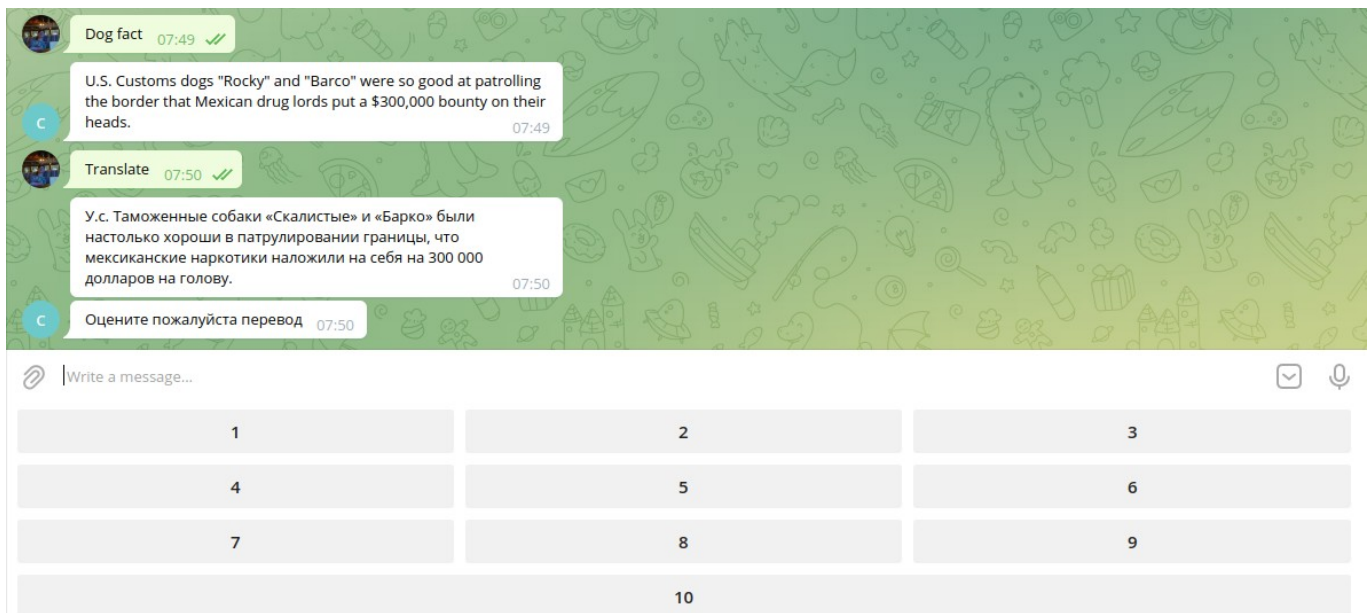 Dog fact 07:49
U.S. Customs dogs "Rocky" and "Barco" were so good at patrolling
the border that Mexican drug lords put a $300,000 bounty on their
heads. 07:49
C
Translate 07:50
У.с. Таможенные собаки «Скалистые» и «Барко» были
настолько хороши в патрулировании границы, что
мексиканские наркотики наложили на себя на 300 000
долларов на голову. 07:50
C Оцените пожалуйста перевод 07:50
Write a message...
1 2 3
4 5 6
7 8 9
10